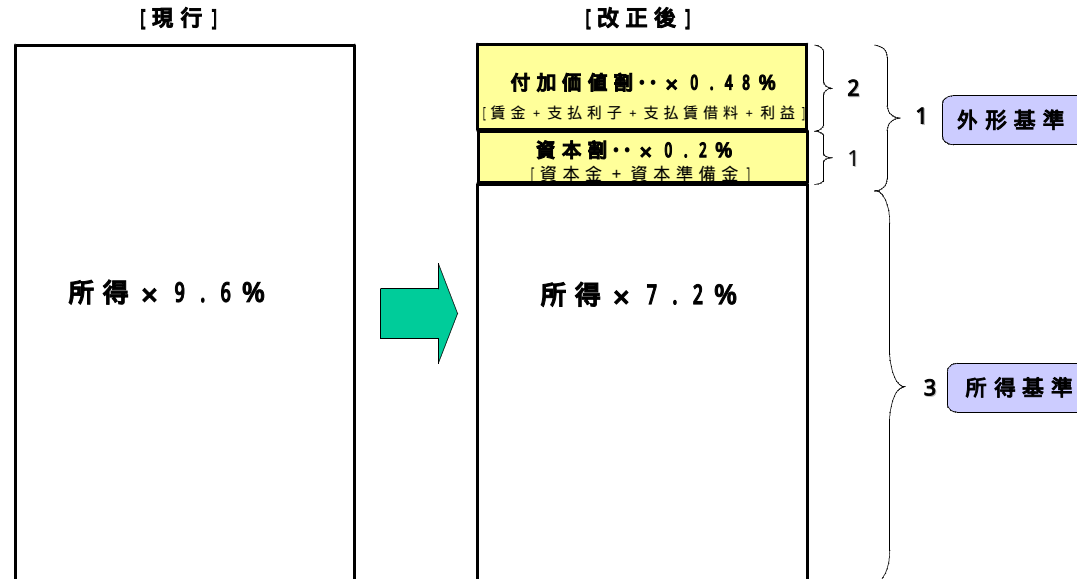 [現行]
[改正後]
付加価値割‥×0.48%
[賃金+支払利子+支払賃借料+利益]
2
1
外形基準
資本割‥×0.2%
[資本金+資本準備金]
1
所得×9.6%
所得×7.2%
3
所得基準